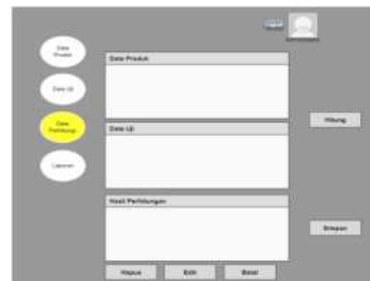 Data
Produk
Data Uji
Data
Perhitungan
Laporan
Data Produk
Data Uji
Hasil Perhitungan
Hitung
Simpan
Hapus
Edit
Batal